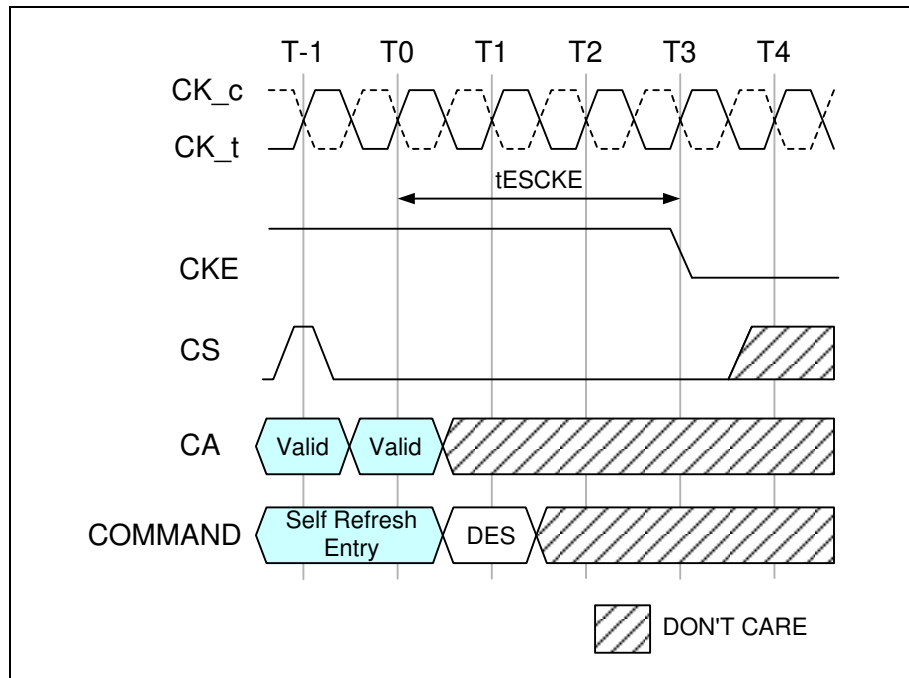 T-1 T0 T1 T2 T3 T4
CK_c
CK_t
tESCKE
CKE
CS
CA Valid Valid
Self Refresh
COMMAND DES
Entry
DON'T CARE